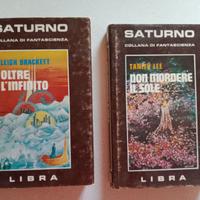 SATURNO
COLLANA DI FANTASCIENZA
LEIGH BRACKETT
OLTRE
L'INFINITO
LIBRA
SATURNO
COLLANA DI FANTASCIENZA
TANITH LEE
NON MORDERE
IL SOLE
LIBRA